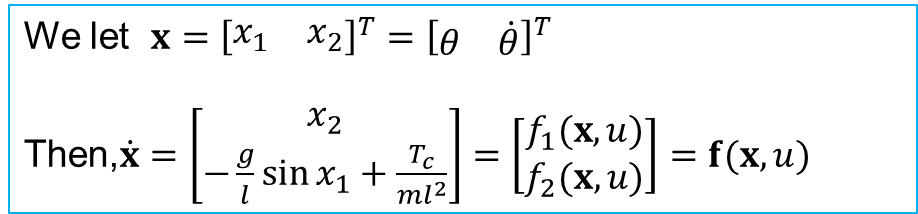 We let 𝐱 = [x₁ x₂]ᵀ = [θ θ̇]ᵀ
Then,𝐱̇ = [x₂; −g/l sin x₁ + T_c/ml²] = [f₁(𝐱, u); f₂(𝐱, u)] = 𝐟(𝐱, u)